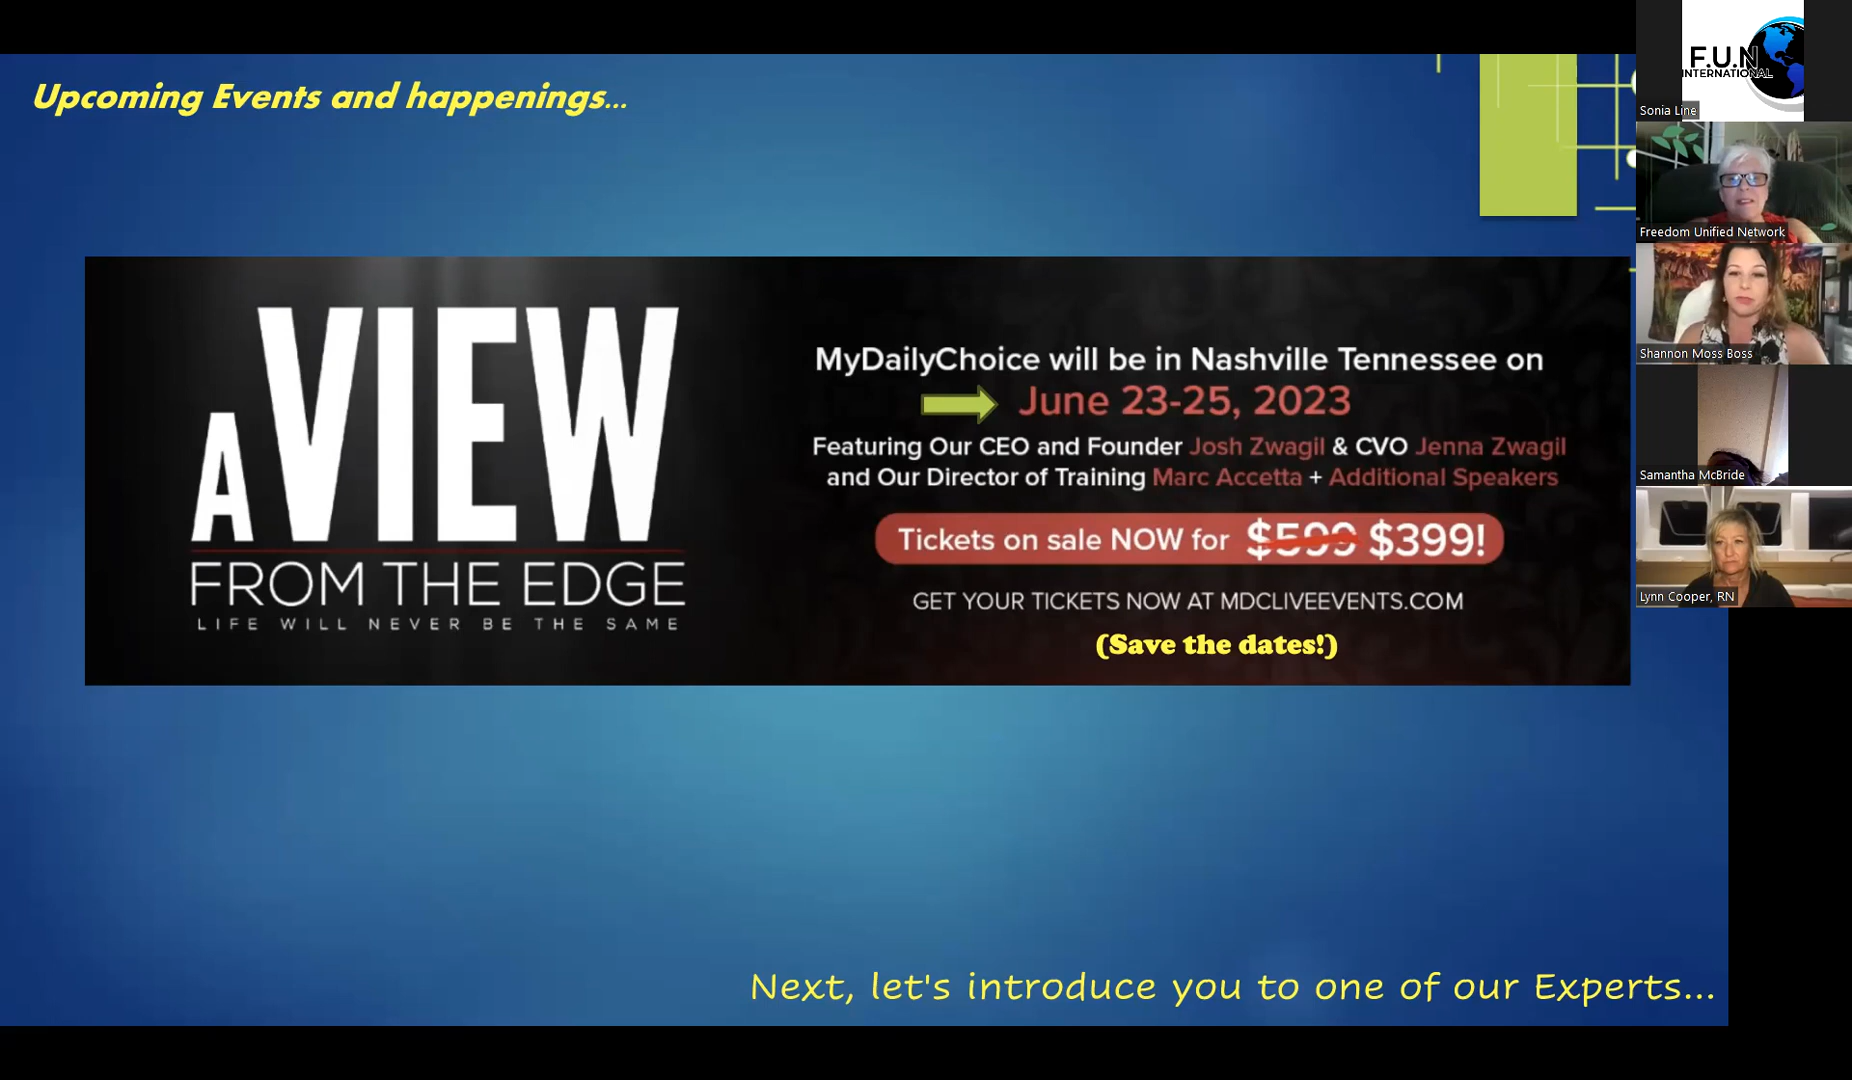 Upcoming Events and happenings...
A VIEW
FROM THE EDGE
LIFE WILL NEVER BE THE SAME
MyDailyChoice will be in Nashville Tennessee on
June 23-25, 2023
Featuring Our CEO and Founder Josh Zwagil & CVO Jenna Zwagil
and Our Director of Training Marc Accetta + Additional Speakers
Tickets on sale NOW for $599 $399!
GET YOUR TICKETS NOW AT MDCLIVEEVENTS.COM
(Save the dates!)
Next, let's introduce you to one of our Experts...
F.U.N
INTERNATIONAL
Sonia Line
Freedom Unified Network
Shannon Moss Boss
Samantha McBride
Lynn Cooper, RN